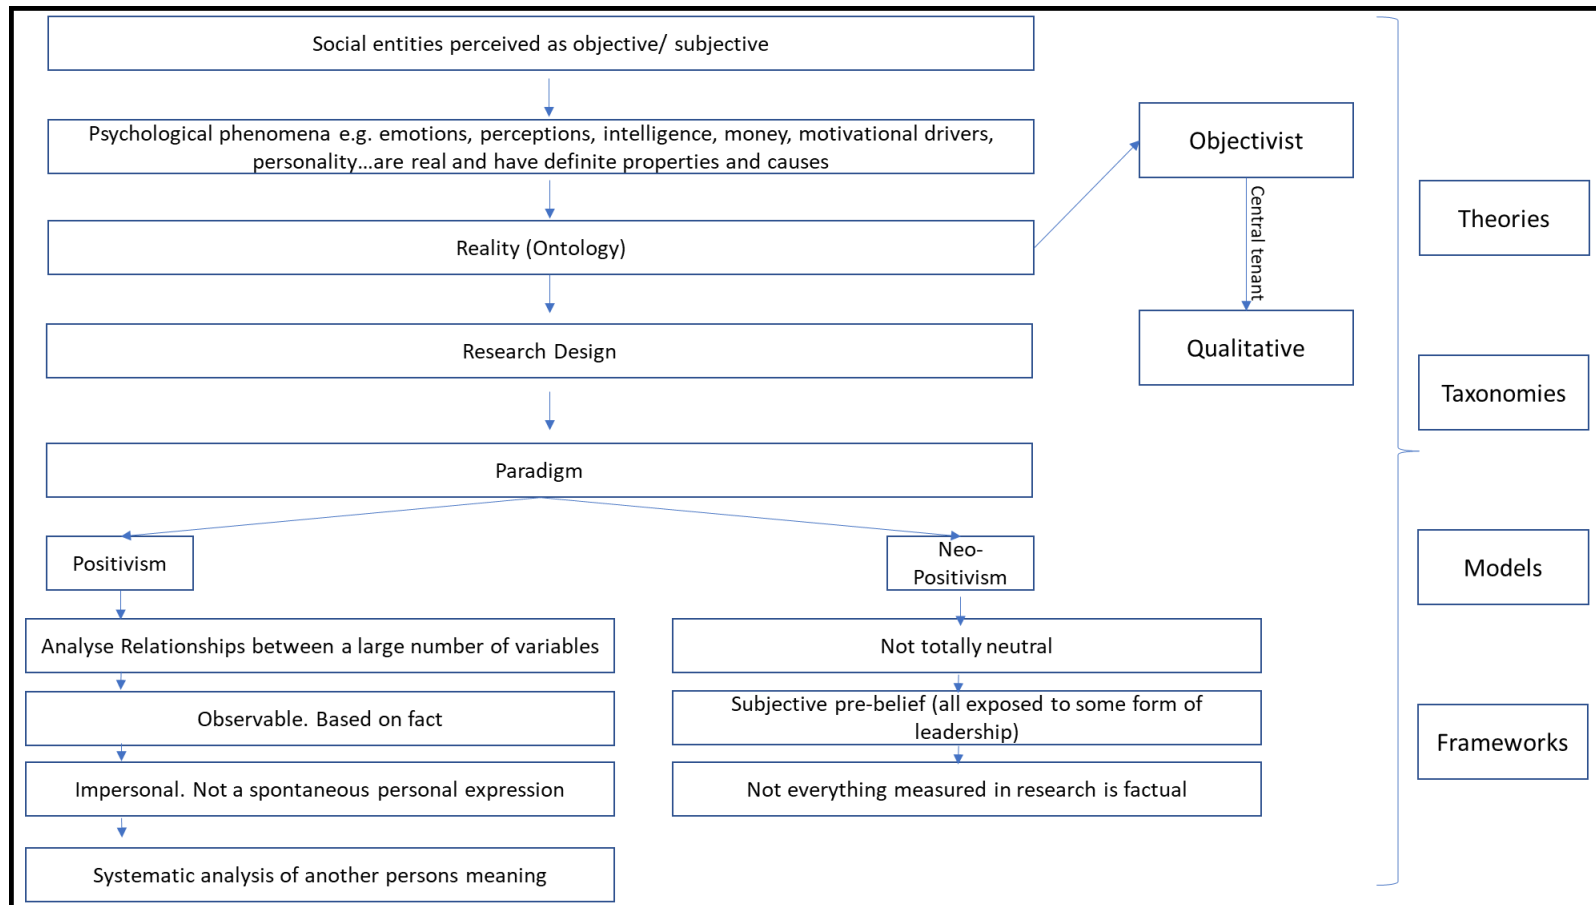 Social entities perceived as objective/ subjective
Psychological phenomena e.g. emotions, perceptions, intelligence, money, motivational drivers,
personality...are real and have definite properties and causes
Reality (Ontology)
Research Design
Paradigm
Positivism
Analyse Relationships between a large number of variables
Observable. Based on fact
Impersonal. Not a spontaneous personal expression
Systematic analysis of another persons meaning
Neo-
Positivism
Not totally neutral
Subjective pre-belief (all exposed to some form of
leadership)
Not everything measured in research is factual
Objectivist
Central tenant
Qualitative
Theories
Taxonomies
Models
Frameworks